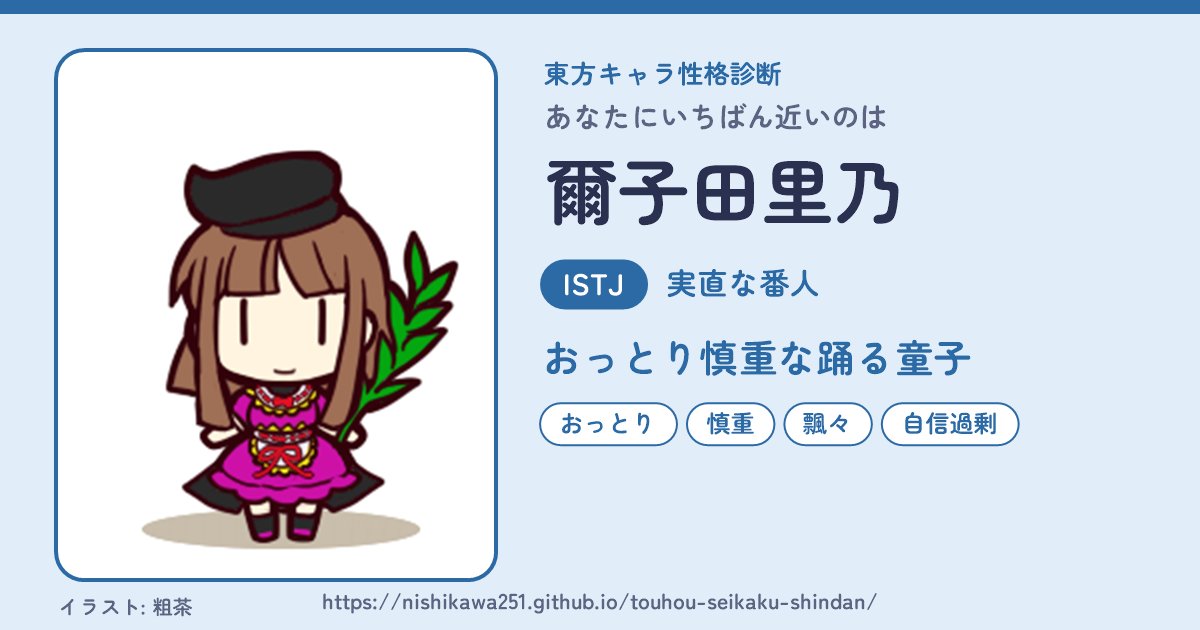 東方キャラ性格診断
あなたにいちばん近いのは
爾子田里乃
ISTJ 実直な番人
おっとり慎重な踊る童子
おっとり 慎重 飄々 自信過剰
イラスト: 粗茶
https://nishikawa251.github.io/touhou-seikaku-shindan/